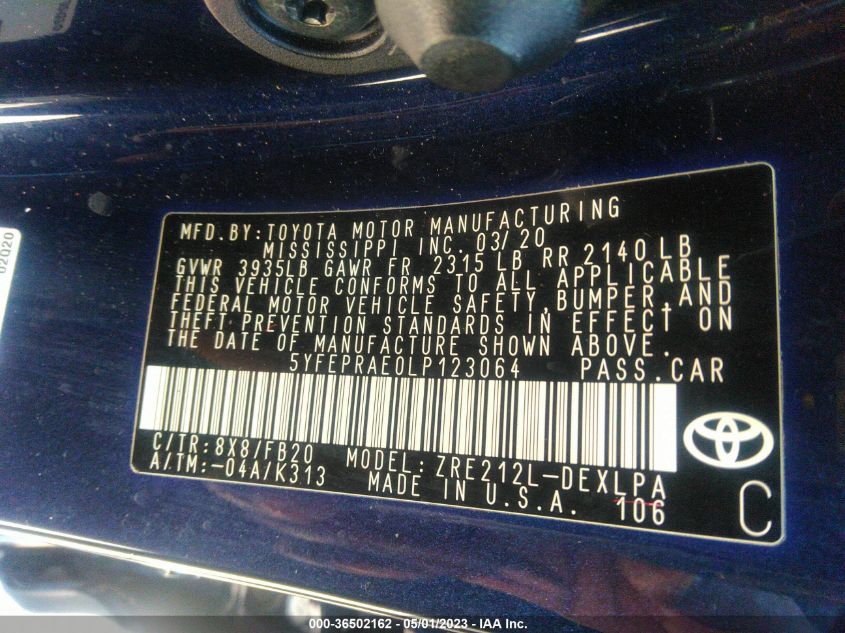 02020
MFD.BY:TOYOTA MOTOR MANUFACTURING
MISSISSIPPI INC. 03/20
GVWR 3935LB GAWR FR 2315 LB RR 2140 LB
THIS VEHICLE CONFORMS TO ALL APPLICABLE
FEDERAL MOTOR VEHICLE SAFETY,BUMPER,AND
THEFT PREVENTION STANDARDS IN EFFECT ON
THE DATE OF MANUFACTURE SHOWN ABOVE.
5YFEPRAE0LP123064 PASS.CAR
C/TR:8X8/FB20 MODEL: ZRE212L-DEXLPA
A/TM:-04A/K313 MADE IN U.S.A. 106
C
000-36502162 - 05/01/2023 - IAA Inc.